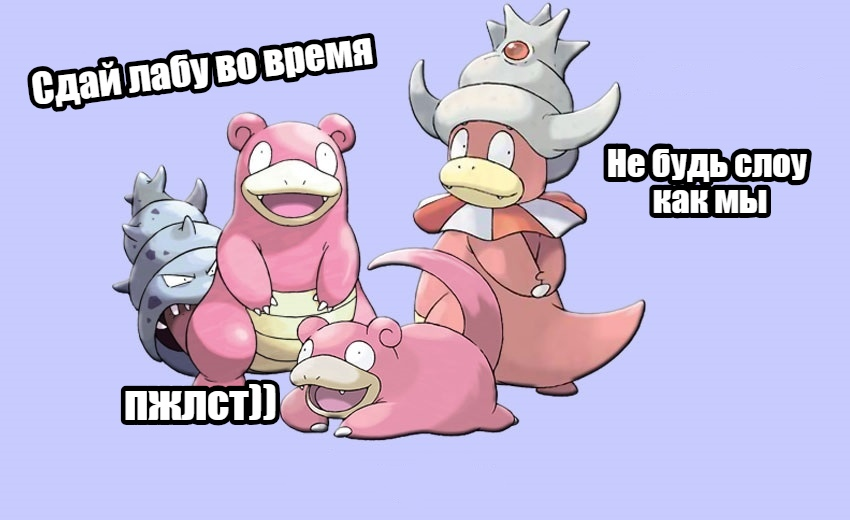 Сдай лабу во время
Не будь слоу
как мы
пжлст))